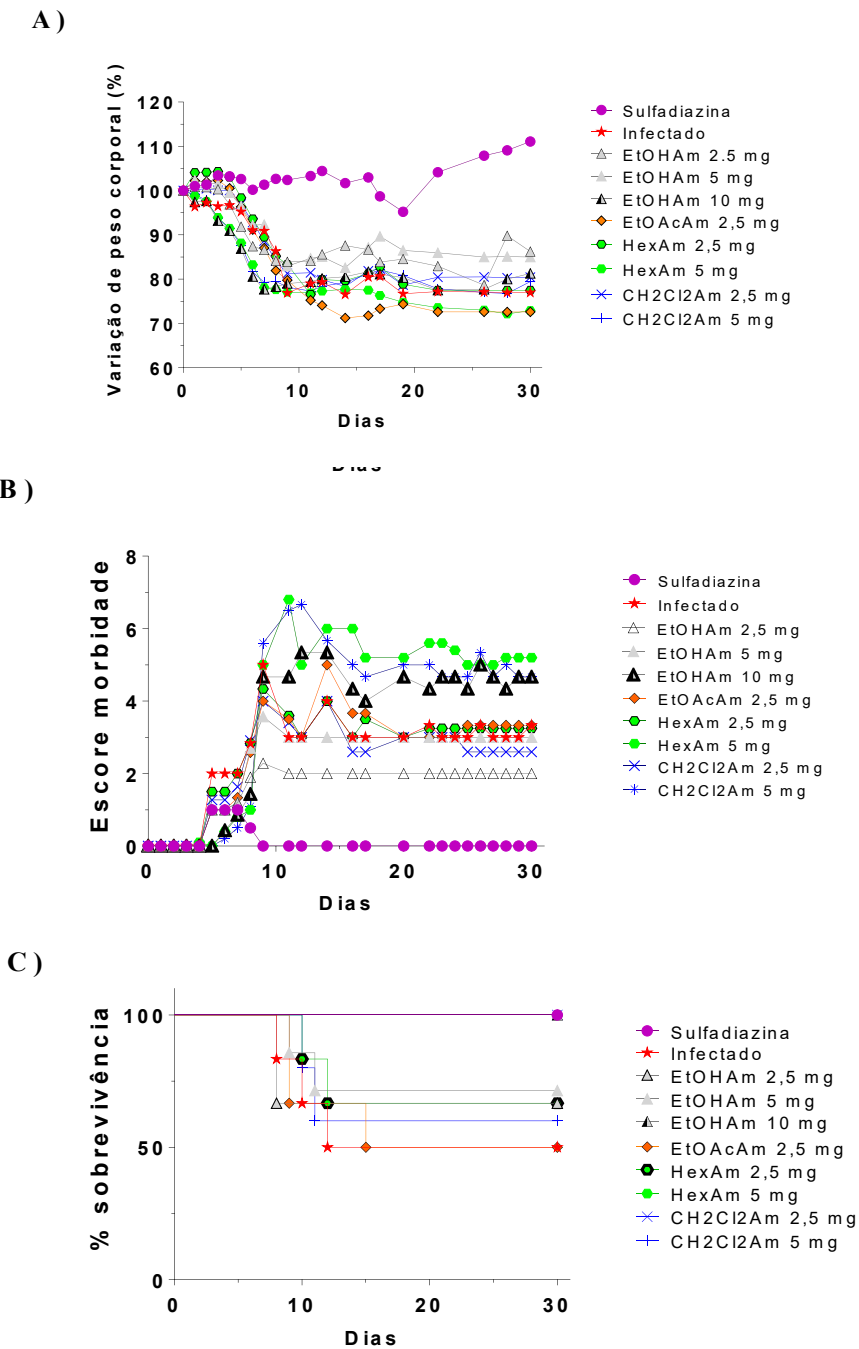 A )
Variação de peso corporal (%)
120
110
100
90
80
70
60
0
10
20
30
Dias
Sulfadiazina
Infectado
EtOHAm 2.5 mg
EtOHAm 5 mg
EtOHAm 10 mg
EtOAcAm 2,5 mg
HexAm 2,5 mg
HexAm 5 mg
CH2Cl2Am 2,5 mg
CH2Cl2Am 5 mg
Dias
B )
Escore morbidade
8
6
4
2
0
0
10
20
30
Dias
Sulfadiazina
Infectado
EtOHAm 2,5 mg
EtOHAm 5 mg
EtOHAm 10 mg
EtOAcAm 2,5 mg
HexAm 2,5 mg
HexAm 5 mg
CH2Cl2Am 2,5 mg
CH2Cl2Am 5 mg
C )
% sobrevivência
100
50
0
0
10
20
30
Dias
Sulfadiazina
Infectado
EtOHAm 2,5 mg
EtOHAm 5 mg
EtOHAm 10 mg
EtOAcAm 2,5 mg
HexAm 2,5 mg
HexAm 5 mg
CH2Cl2Am 2,5 mg
CH2Cl2Am 5 mg